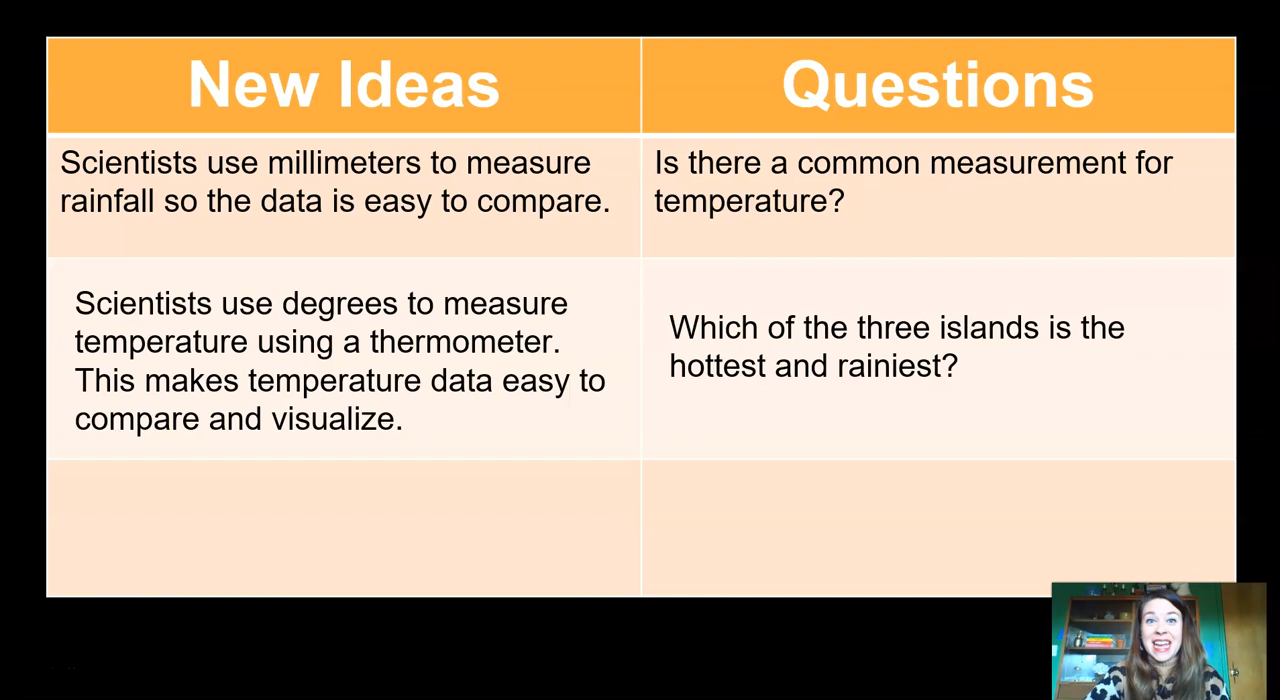 New Ideas
Questions
Scientists use millimeters to measure
rainfall so the data is easy to compare.
Is there a common measurement for
temperature?
Scientists use degrees to measure
temperature using a thermometer.
This makes temperature data easy to
compare and visualize.
Which of the three islands is the
hottest and rainiest?